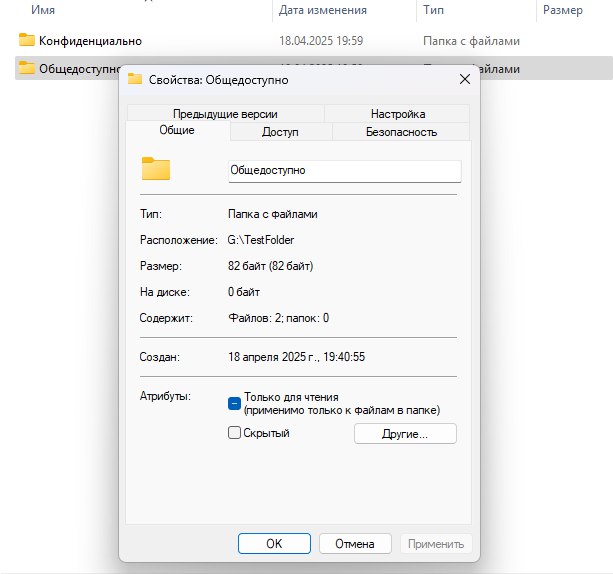 Имя Дата изменения Тип Размер
Конфиденциально 18.04.2025 19:59 Папка с файлами
Общедоступно
файлами
Свойства: Общедоступно
Предыдущие версии Настройка
Общие Доступ Безопасность
Общедоступно
Тип: Папка с файлами
Расположение: G:\TestFolder
Размер: 82 байт (82 байт)
На диске: 0 байт
Содержит: Файлов: 2; папок: 0
Создан: 18 апреля 2025 г., 19:40:55
Атрибуты: Только для чтения
(применимо только к файлам в папке)
Скрытый Другие...
OK Отмена Применить